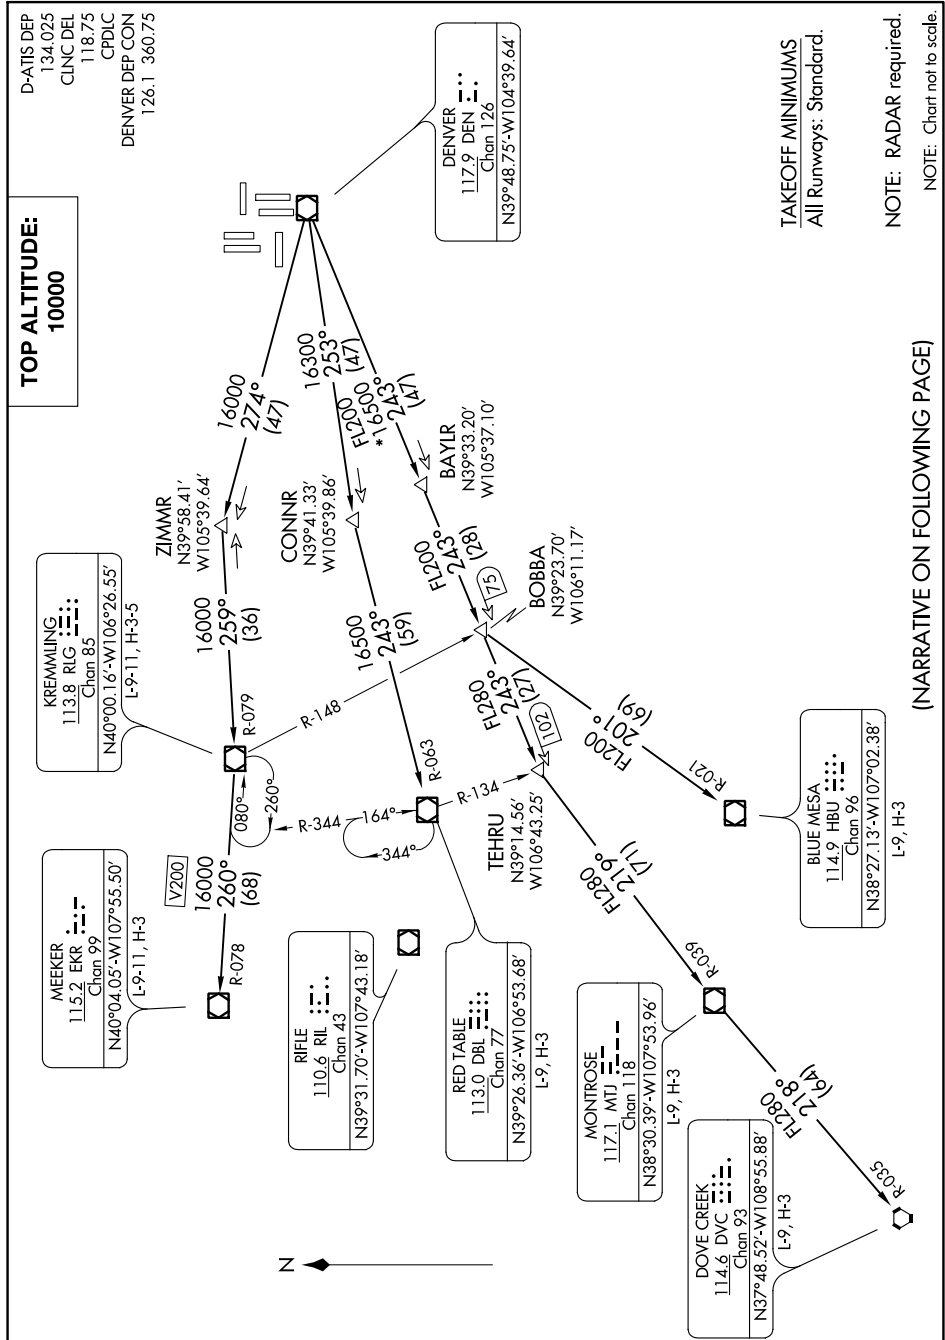 D-ATIS DEP
134.025
CLNC DEL
118.75
CPDLC
DENVER DEP CON
126.1 360.75
TOP ALTITUDE:
10000
DENVER
117.9 DEN
Chan 126
N39°48.75'-W104°39.64'
TAKEOFF MINIMUMS
All Runways: Standard.
NOTE: RADAR required.
NOTE: Chart not to scale.
16000
274°
(47)
16300
253°
(47)
FL200
*16500
243°
(47)
ZIMMR
N39°58.41'
W105°39.64'
CONNR
N39°41.33'
W105°39.86'
BAYLR
N39°33.20'
W105°37.10'
KREMMLING
113.8 RLG
Chan 85
N40°00.16'-W106°26.55'
L-9-11, H-3-5
16000
259°
(36)
R-079
R-148
16500
243°
(59)
R-063
FL200
243°
(28)
75
BOBBA
N39°23.70'
W106°11.17'
FL280
243°
(27)
102
FL200
201°
(69)
R-021
BLUE MESA
114.9 HBU
Chan 96
N38°27.13'-W107°02.38'
L-9, H-3
080°
260°
R-344
164°
344°
R-134
TEHRU
N39°14.56'
W106°43.25'
V200
16000
260°
(68)
R-078
MEEKER
115.2 EKR
Chan 99
N40°04.05'-W107°55.50'
L-9-11, H-3
RIFLE
110.6 RIL
Chan 43
N39°31.70'-W107°43.18'
RED TABLE
113.0 DBL
Chan 77
N39°26.36'-W106°53.68'
L-9, H-3
FL280
219°
(71)
R-039
MONTROSE
117.1 MTJ
Chan 118
N38°30.39'-W107°53.96'
L-9, H-3
FL280
218°
(64)
R-035
DOVE CREEK
114.6 DVC
Chan 93
N37°48.52'-W108°55.88'
L-9, H-3
N
(NARRATIVE ON FOLLOWING PAGE)